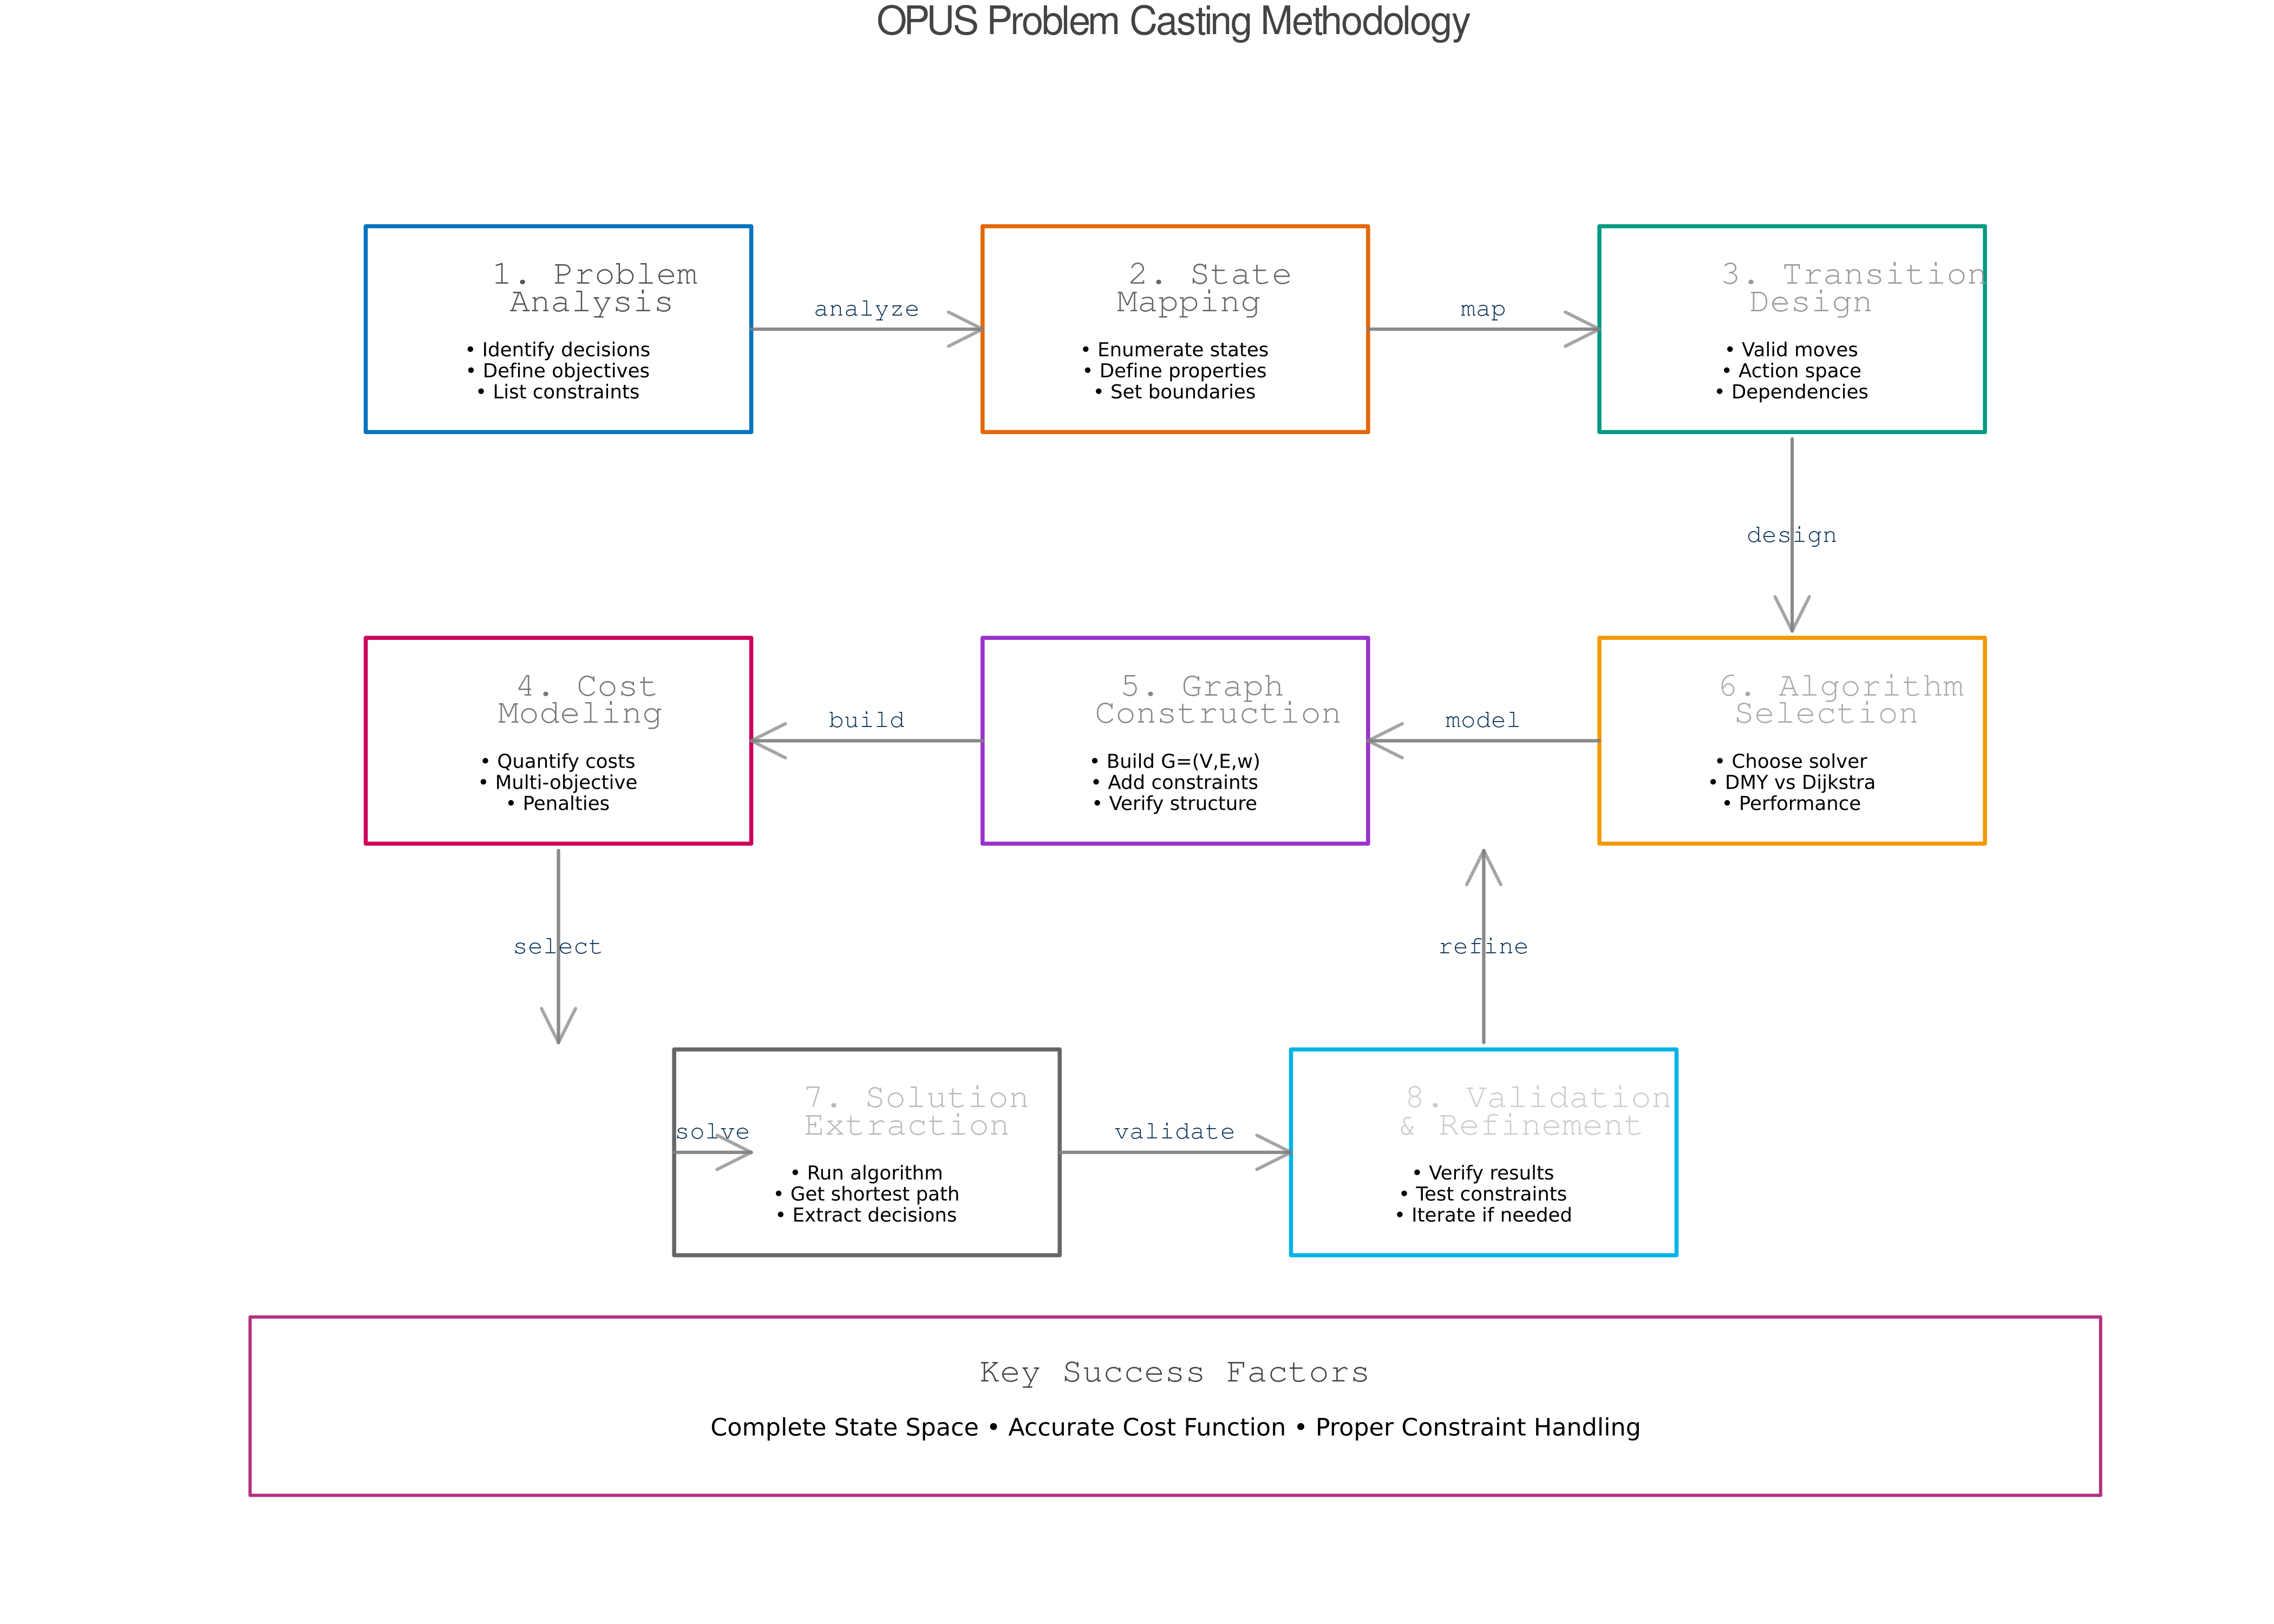 OPUS Problem Casting Methodology
1. Problem
Analysis
• Identify decisions
• Define objectives
• List constraints
analyze
2. State
Mapping
• Enumerate states
• Define properties
• Set boundaries
map
3. Transition
Design
• Valid moves
• Action space
• Dependencies
design
4. Cost
Modeling
• Quantify costs
• Multi-objective
• Penalties
build
5. Graph
Construction
• Build G=(V,E,w)
• Add constraints
• Verify structure
model
6. Algorithm
Selection
• Choose solver
• DMY vs Dijkstra
• Performance
select
refine
solve
7. Solution
Extraction
• Run algorithm
• Get shortest path
• Extract decisions
validate
8. Validation
& Refinement
• Verify results
• Test constraints
• Iterate if needed
Key Success Factors
Complete State Space • Accurate Cost Function • Proper Constraint Handling